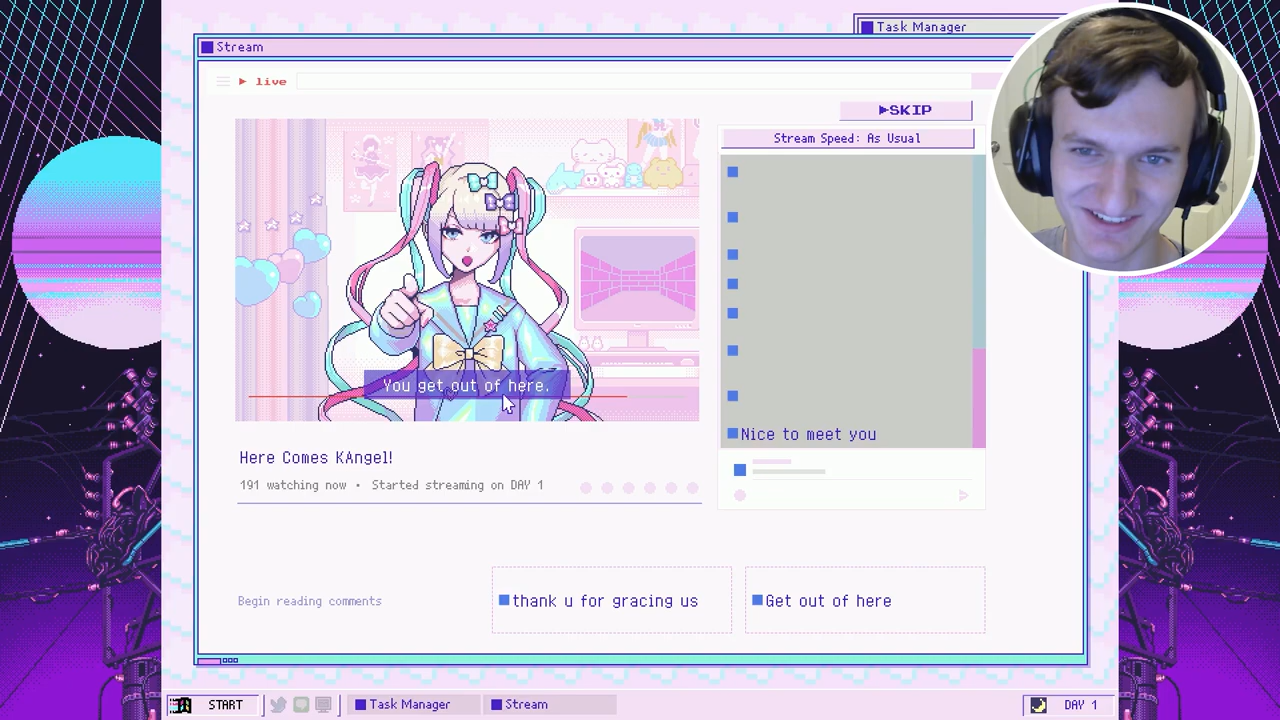 Task Manager
Stream
live
▶SKIP
Stream Speed: As Usual
You get out of here.
Nice to meet you
Here Comes KAngel!
191 watching now • Started streaming on DAY 1
Begin reading comments
thank u for gracing us
Get out of here
START
Task Manager
Stream
DAY 1